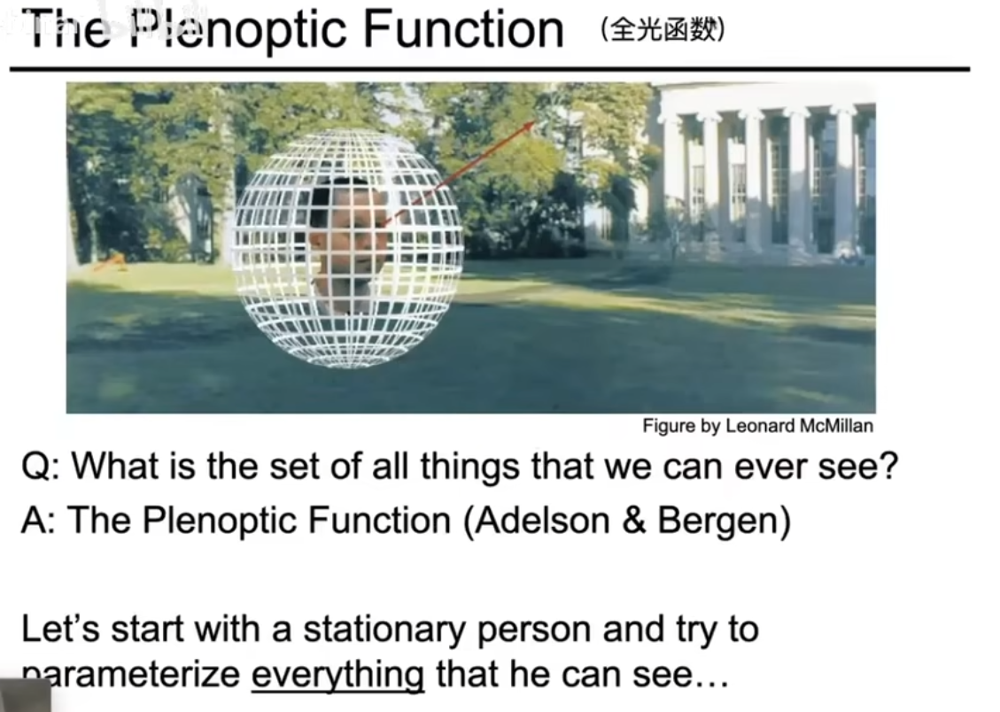 The Plenoptic Function (全光函数)
Figure by Leonard McMillan
Q: What is the set of all things that we can ever see?
A: The Plenoptic Function (Adelson & Bergen)
Let's start with a stationary person and try to
parameterize everything that he can see…